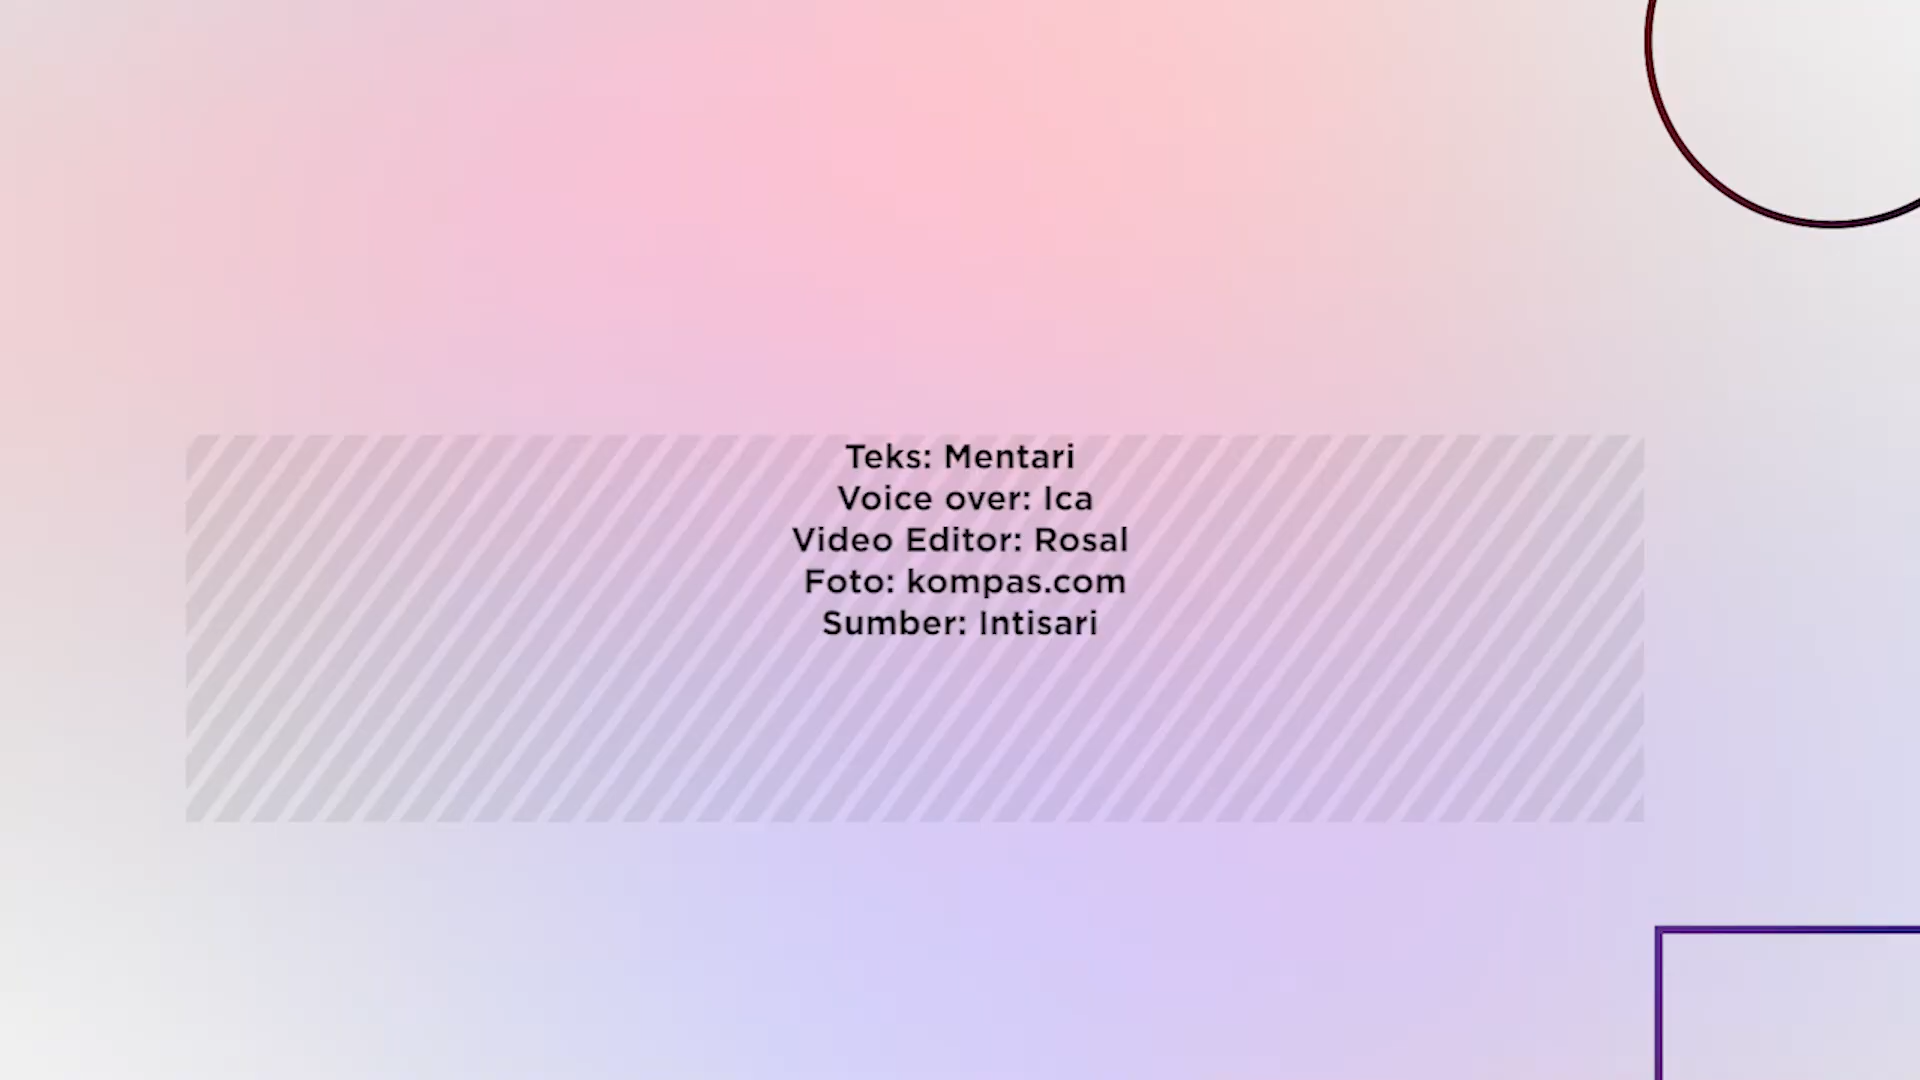 Teks: Mentari
Voice over: Ica
Video Editor: Rosal
Foto: kompas.com
Sumber: Intisari